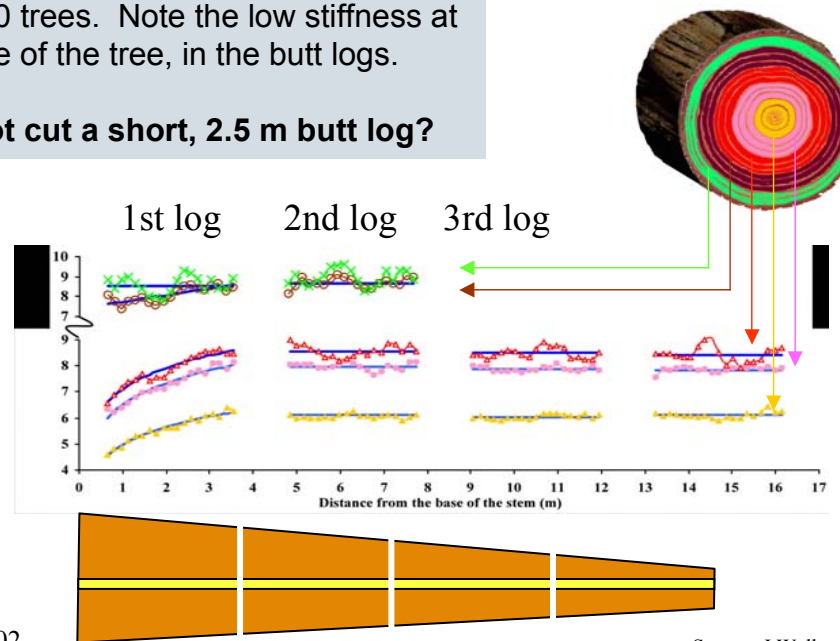 0 trees. Note the low stiffness at
e of the tree, in the butt logs.
ot cut a short, 2.5 m butt log?
1st log 2nd log 3rd log
10
9
8
7
9
8
7
6
5
4
0 1 2 3 4 5 6 7 8 9 10 11 12 13 14 15 16 17
Distance from the base of the stem (m)
02